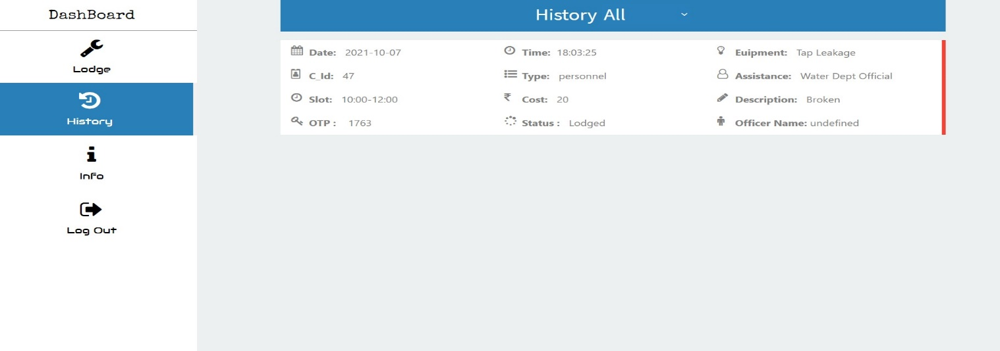 DashBoard
Lodge
History
Info
Log Out
History All
Date: 2021-10-07 Time: 18:03:25 Euipment: Tap Leakage
C_Id: 47 Type: personnel Assistance: Water Dept Official
Slot: 10:00-12:00 ₹ Cost: 20 Description: Broken
OTP : 1763 Status : Lodged Officer Name: undefined